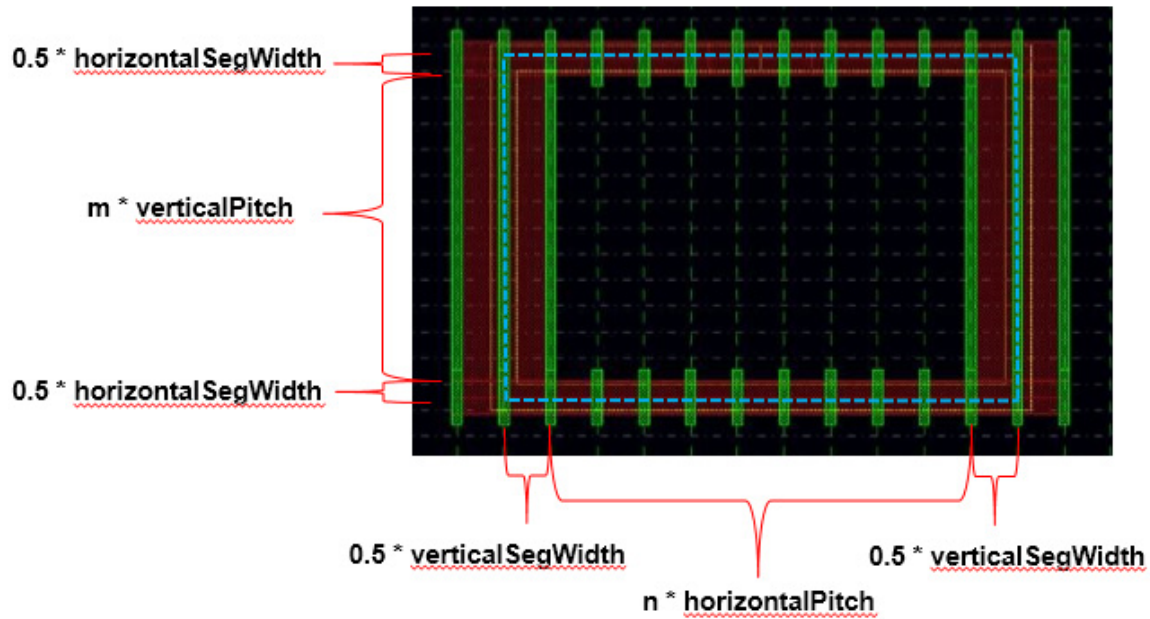 0.5 * horizontalSegWidth
m * verticalPitch
0.5 * horizontalSegWidth
0.5 * verticalSegWidth
0.5 * verticalSegWidth
n * horizontalPitch